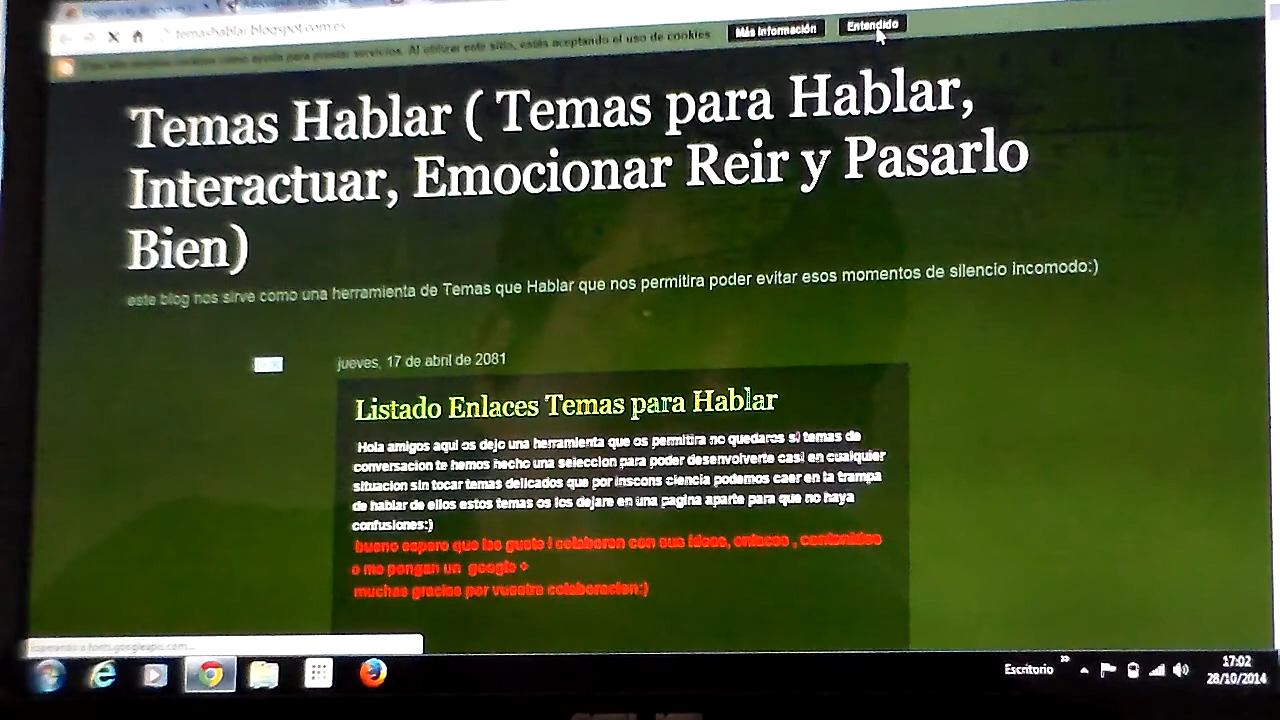 temashablar.blogspot.com.es
servicios. Al utilizar este sitio, estás aceptando el uso de cookies
Más información
Entendido
Temas Hablar ( Temas para Hablar,
Interactuar, Emocionar Reir y Pasarlo
Bien)
este blog nos sirve como una herramienta de Temas que Hablar que nos permitira poder evitar esos momentos de silencio incomodo:)
jueves, 17 de abril de 2081
Listado Enlaces Temas para Hablar
Hola amigos aqui os dejo una herramienta que os permitira no quedaros si temas de
conversacion te hemos hecho una seleccion para poder desenvolverte casi en cualquier
situacion sin tocar temas delicados que por inscons ciencia podemos caer en la trampa
de hablar de ellos estos temas os los dejare en una pagina aparte para que no haya
confusiones:)
bueno espero que les guste i colaboren con sus ideas, enlaces , contenidos
o me pongan un google +
muchas gracias por vuestra colaboracion:)
Escritorio
17:02
28/10/2014